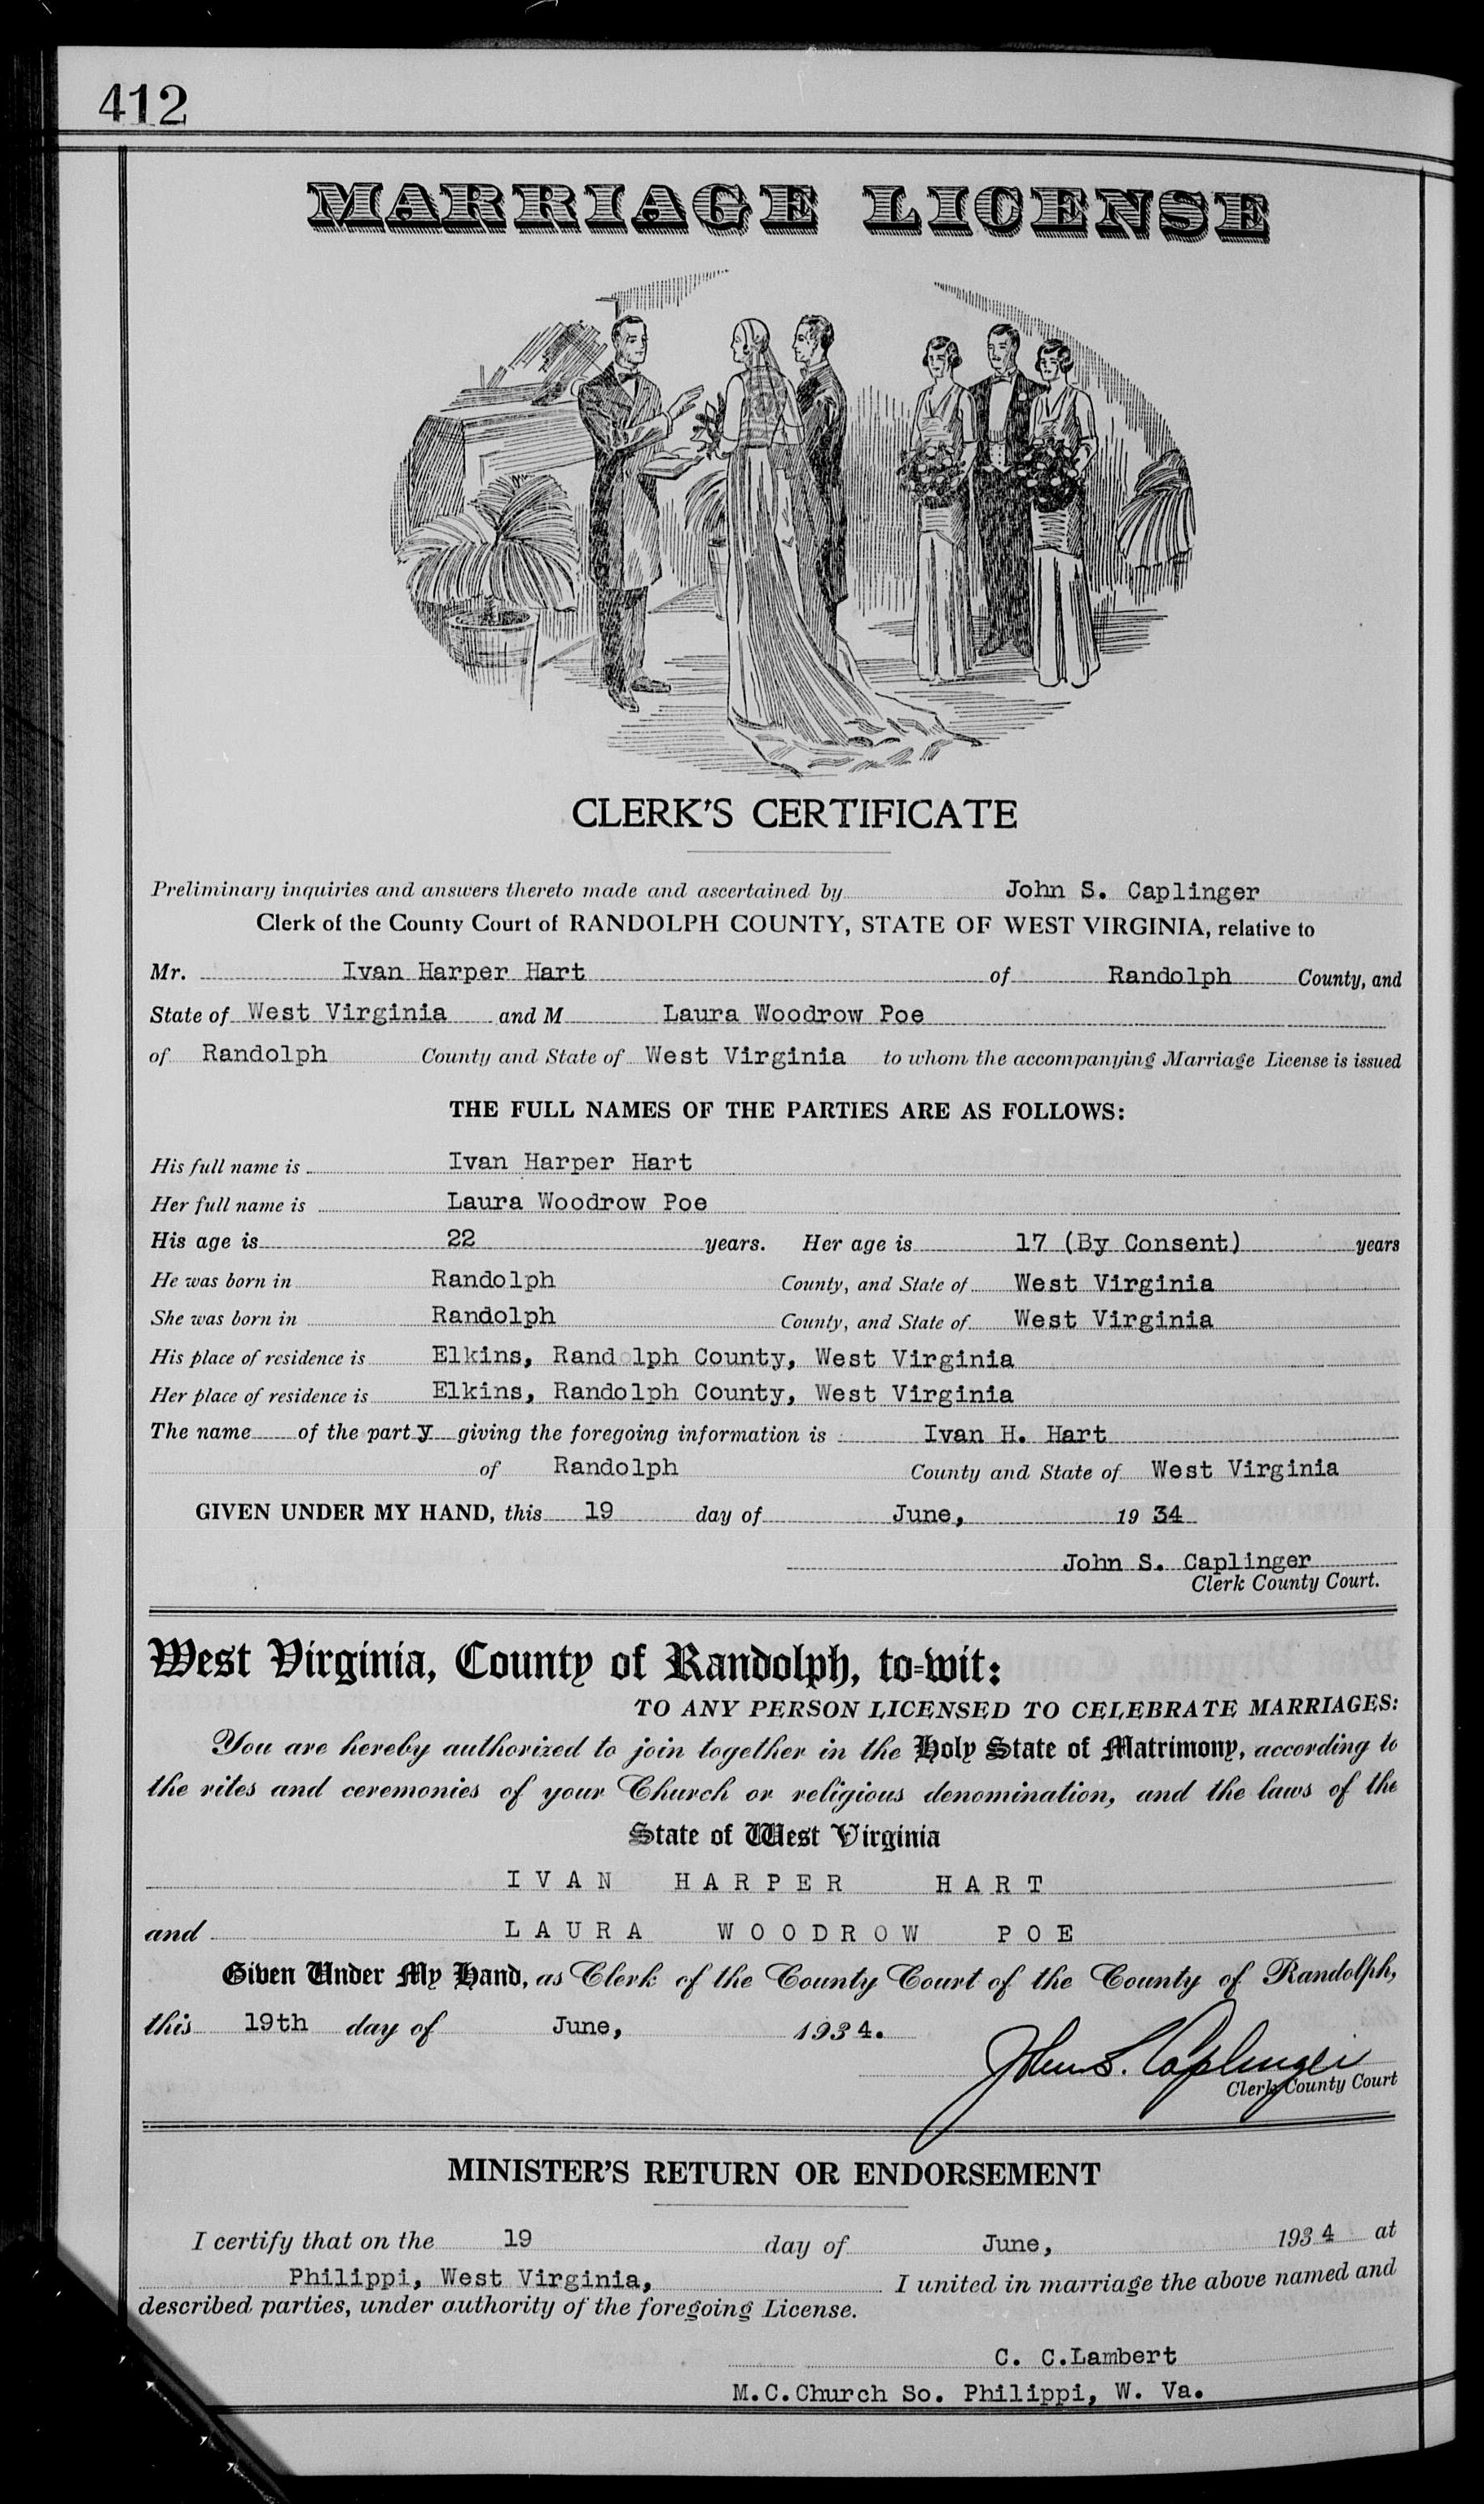 412
MARRIAGE LICENSE
CLERK'S CERTIFICATE
Preliminary inquiries and answers thereto made and ascertained by John S. Caplinger
Clerk of the County Court of RANDOLPH COUNTY, STATE OF WEST VIRGINIA, relative to
Mr. Ivan Harper Hart of Randolph County, and
State of West Virginia and M Laura Woodrow Poe
of Randolph County and State of West Virginia to whom the accompanying Marriage License is issued
THE FULL NAMES OF THE PARTIES ARE AS FOLLOWS:
His full name is Ivan Harper Hart
Her full name is Laura Woodrow Poe
His age is 22 years. Her age is 17 (By Consent) years
He was born in Randolph County, and State of West Virginia
She was born in Randolph County, and State of West Virginia
His place of residence is Elkins, Randolph County, West Virginia
Her place of residence is Elkins, Randolph County, West Virginia
The name of the party giving the foregoing information is Ivan H. Hart
of Randolph County and State of West Virginia
GIVEN UNDER MY HAND, this 19 day of June, 1934
John S. Caplinger
Clerk County Court.
West Virginia, County of Randolph, to-wit:
TO ANY PERSON LICENSED TO CELEBRATE MARRIAGES:
You are hereby authorized to join together in the Holy State of Matrimony, according to
the rites and ceremonies of your Church or religious denomination, and the laws of the
State of West Virginia
IVAN HARPER HART
and LAURA WOODROW POE
Given Under My Hand, as Clerk of the County Court of the County of Randolph,
this 19th day of June, 1934.
John S. Caplinger
Clerk County Court
MINISTER'S RETURN OR ENDORSEMENT
I certify that on the 19 day of June, 1934 at
Philippi, West Virginia, I united in marriage the above named and
described parties, under authority of the foregoing License.
C. C.Lambert
M.C.Church So. Philippi, W. Va.